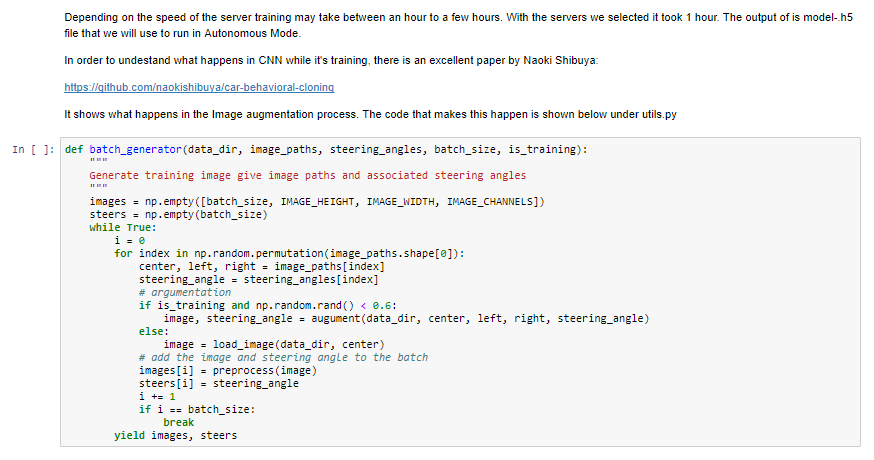 Depending on the speed of the server training may take between an hour to a few hours. With the servers we selected it took 1 hour. The output of is model-.h5
file that we will use to run in Autonomous Mode.
In order to undestand what happens in CNN while it's training, there is an excellent paper by Naoki Shibuya:
https://github.com/naokishibuya/car-behavioral-cloning
It shows what happens in the Image augmentation process. The code that makes this happen is shown below under utils.py
In [ ]: def batch_generator(data_dir, image_paths, steering_angles, batch_size, is_training):
    """
    Generate training image give image paths and associated steering angles
    """
    images = np.empty([batch_size, IMAGE_HEIGHT, IMAGE_WIDTH, IMAGE_CHANNELS])
    steers = np.empty(batch_size)
    while True:
        i = 0
        for index in np.random.permutation(image_paths.shape[0]):
            center, left, right = image_paths[index]
            steering_angle = steering_angles[index]
            # argumentation
            if is_training and np.random.rand() < 0.6:
                image, steering_angle = augument(data_dir, center, left, right, steering_angle)
            else:
                image = load_image(data_dir, center)
            # add the image and steering angle to the batch
            images[i] = preprocess(image)
            steers[i] = steering_angle
            i += 1
            if i == batch_size:
                break
        yield images, steers